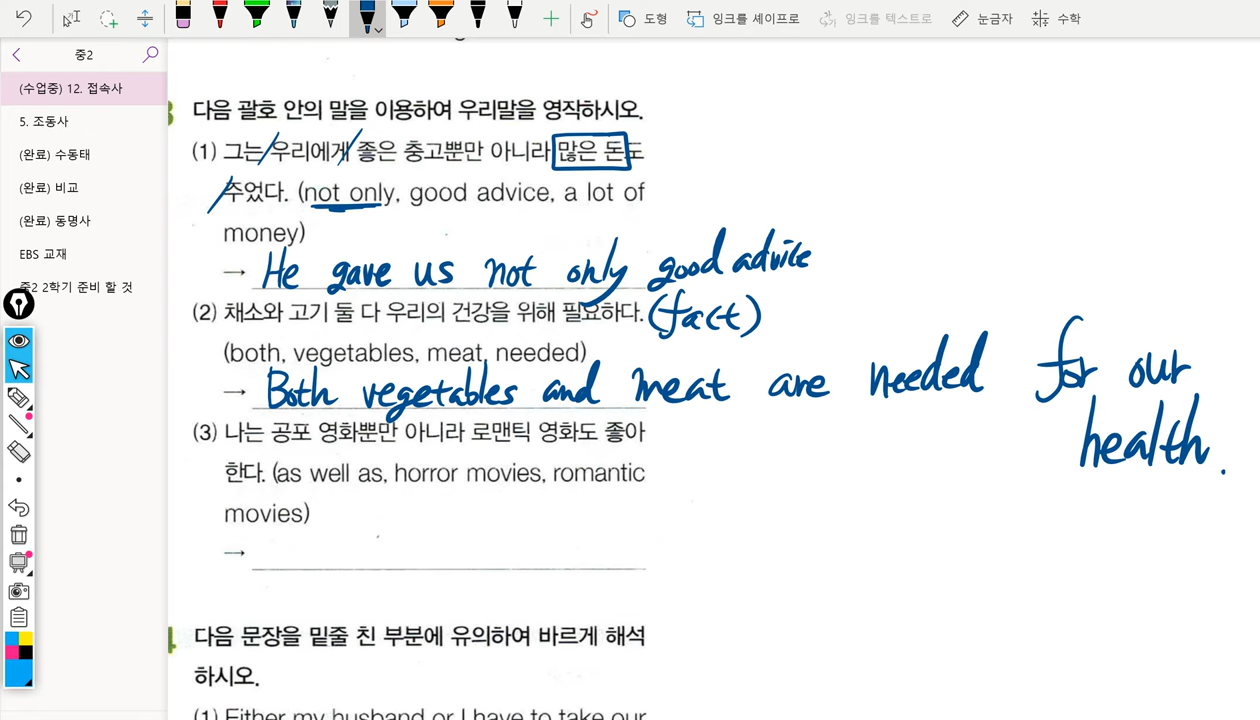 도형
잉크를 셰이프로
잉크를 텍스트로
눈금자
수학
중2
(수업중) 12. 접속사
5. 조동사
(완료) 수동태
(완료) 비교
(완료) 동명사
EBS 교재
중2 2학기 준비 할 것
다음 괄호 안의 말을 이용하여 우리말을 영작하시오.
(1) 그는 우리에게 좋은 충고뿐만 아니라 많은 돈도
주었다. (not only, good advice, a lot of
money)
→ He gave us not only good advice
(2) 채소와 고기 둘 다 우리의 건강을 위해 필요하다. (fact)
(both, vegetables, meat, needed)
→ Both vegetables and meat are needed for our
health.
(3) 나는 공포 영화뿐만 아니라 로맨틱 영화도 좋아
한다. (as well as, horror movies, romantic
movies)
→
다음 문장을 밑줄 친 부분에 유의하여 바르게 해석
하시오.
(1) Either my husband or I have to take our